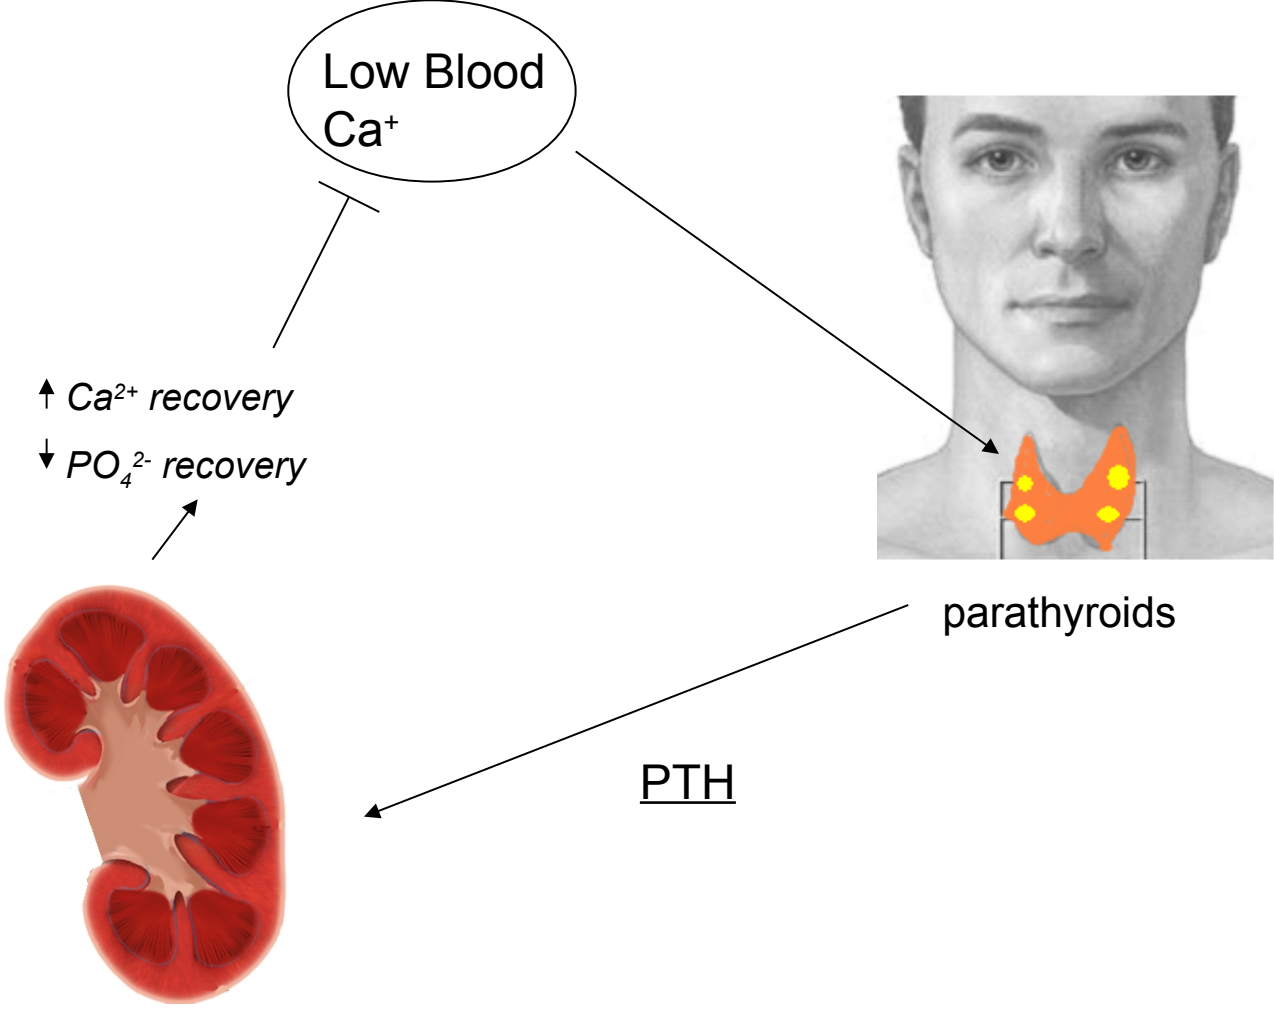 Low Blood
Ca⁺
↑ Ca²⁺ recovery
↓ PO₄²⁻ recovery
parathyroids
PTH